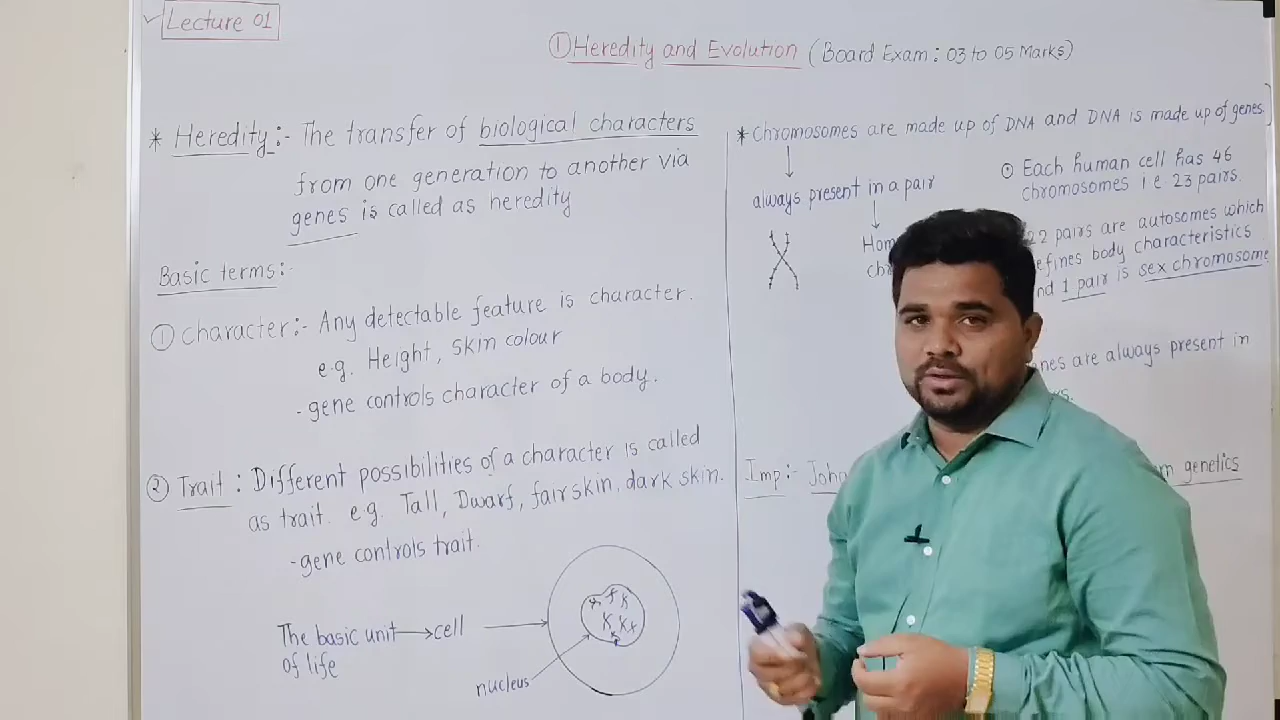 Lecture 01
① Heredity and Evolution (Board Exam: 03 to 05 Marks)
* Heredity:- The transfer of biological characters
from one generation to another via
genes is called as heredity
Basic terms:-
① Character:- Any detectable feature is character.
e.g. Height, skin colour
- gene controls character of a body.
② Trait: Different possibilities of a character is called
as trait. e.g. Tall, Dwarf, fair skin, dark skin.
- gene controls trait.
The basic unit → cell
of life
nucleus
* Chromosomes are made up of DNA and DNA is made up of genes.]
always present in a pair
Each human cell has 46
chromosomes i.e 23 pairs.
22 pairs are autosomes which
body characteristics
1 pair is sex chromosome
are always present in
Imp:-
genetics